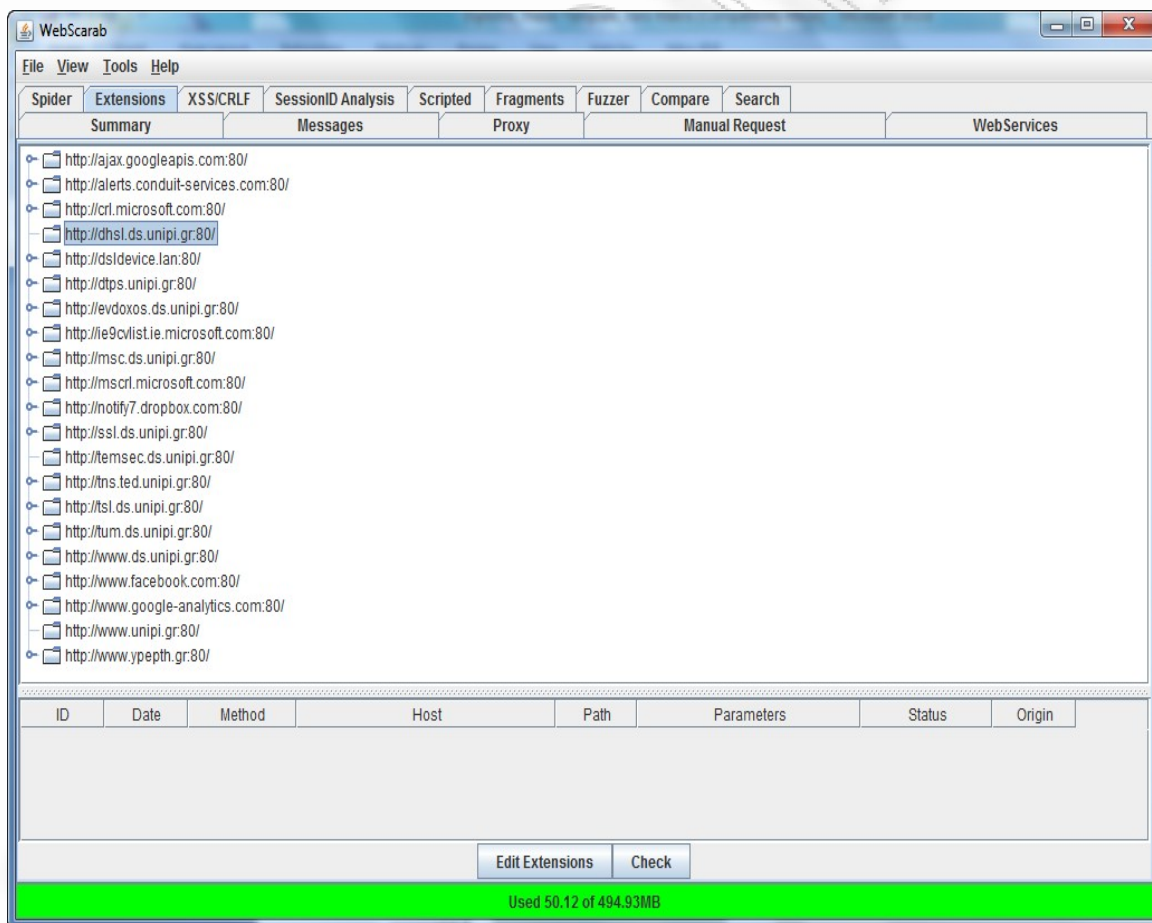 WebScarab
File View Tools Help
Spider Extensions XSS/CRLF SessionID Analysis Scripted Fragments Fuzzer Compare Search
Summary Messages Proxy Manual Request WebServices
http://ajax.googleapis.com:80/
http://alerts.conduit-services.com:80/
http://crl.microsoft.com:80/
http://dhsl.ds.unipi.gr:80/
http://dsldevice.lan:80/
http://dtps.unipi.gr:80/
http://evdoxos.ds.unipi.gr:80/
http://ie9cvlist.ie.microsoft.com:80/
http://msc.ds.unipi.gr:80/
http://mscrl.microsoft.com:80/
http://notify7.dropbox.com:80/
http://ssl.ds.unipi.gr:80/
http://temsec.ds.unipi.gr:80/
http://tns.ted.unipi.gr:80/
http://tsl.ds.unipi.gr:80/
http://tum.ds.unipi.gr:80/
http://www.ds.unipi.gr:80/
http://www.facebook.com:80/
http://www.google-analytics.com:80/
http://www.unipi.gr:80/
http://www.ypepth.gr:80/
ID Date Method Host Path Parameters Status Origin
Edit Extensions Check
Used 50.12 of 494.93MB